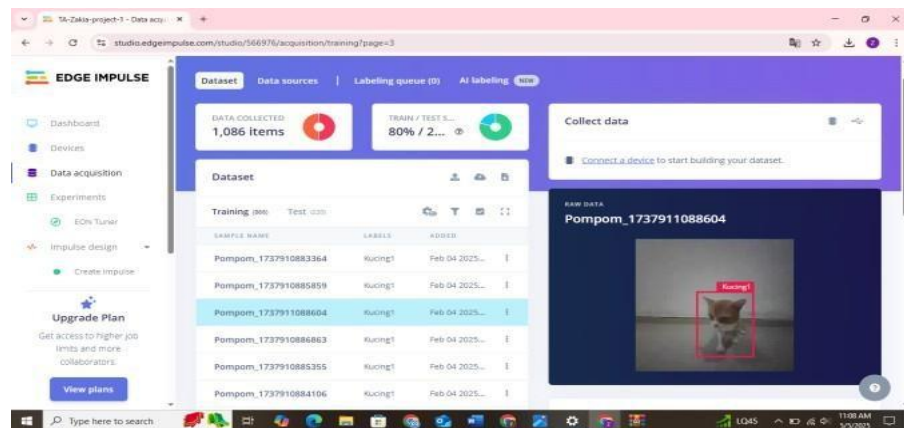 TA-Zakia-project-1 - Data acqu
studio.edgeimpulse.com/studio/566976/acquisition/training?page=3
EDGE IMPULSE
Dashboard
Devices
Data acquisition
Experiments
EON Tuner
Impulse design
Create impulse
Upgrade Plan
Get access to higher job
limits and more
collaborators.
View plans
Dataset Data sources | Labeling queue (0) AI labeling NEW
DATA COLLECTED
1,086 items
TRAIN / TEST S...
80% / 2...
Dataset
Training Test
SAMPLE NAME LABELS ADDED
Pompom_1737910883364 Kucing1 Feb 04 2025...
Pompom_1737910885859 Kucing1 Feb 04 2025...
Pompom_1737911088604 Kucing1 Feb 04 2025...
Pompom_1737910886863 Kucing1 Feb 04 2025...
Pompom_1737910885355 Kucing1 Feb 04 2025...
Pompom_1737910884106 Kucing1 Feb 04 2025...
Collect data
Connect a device to start building your dataset.
RAW DATA
Pompom_1737911088604
Kucing1
Type here to search
LQ45
11:08 AM
5/5/2025